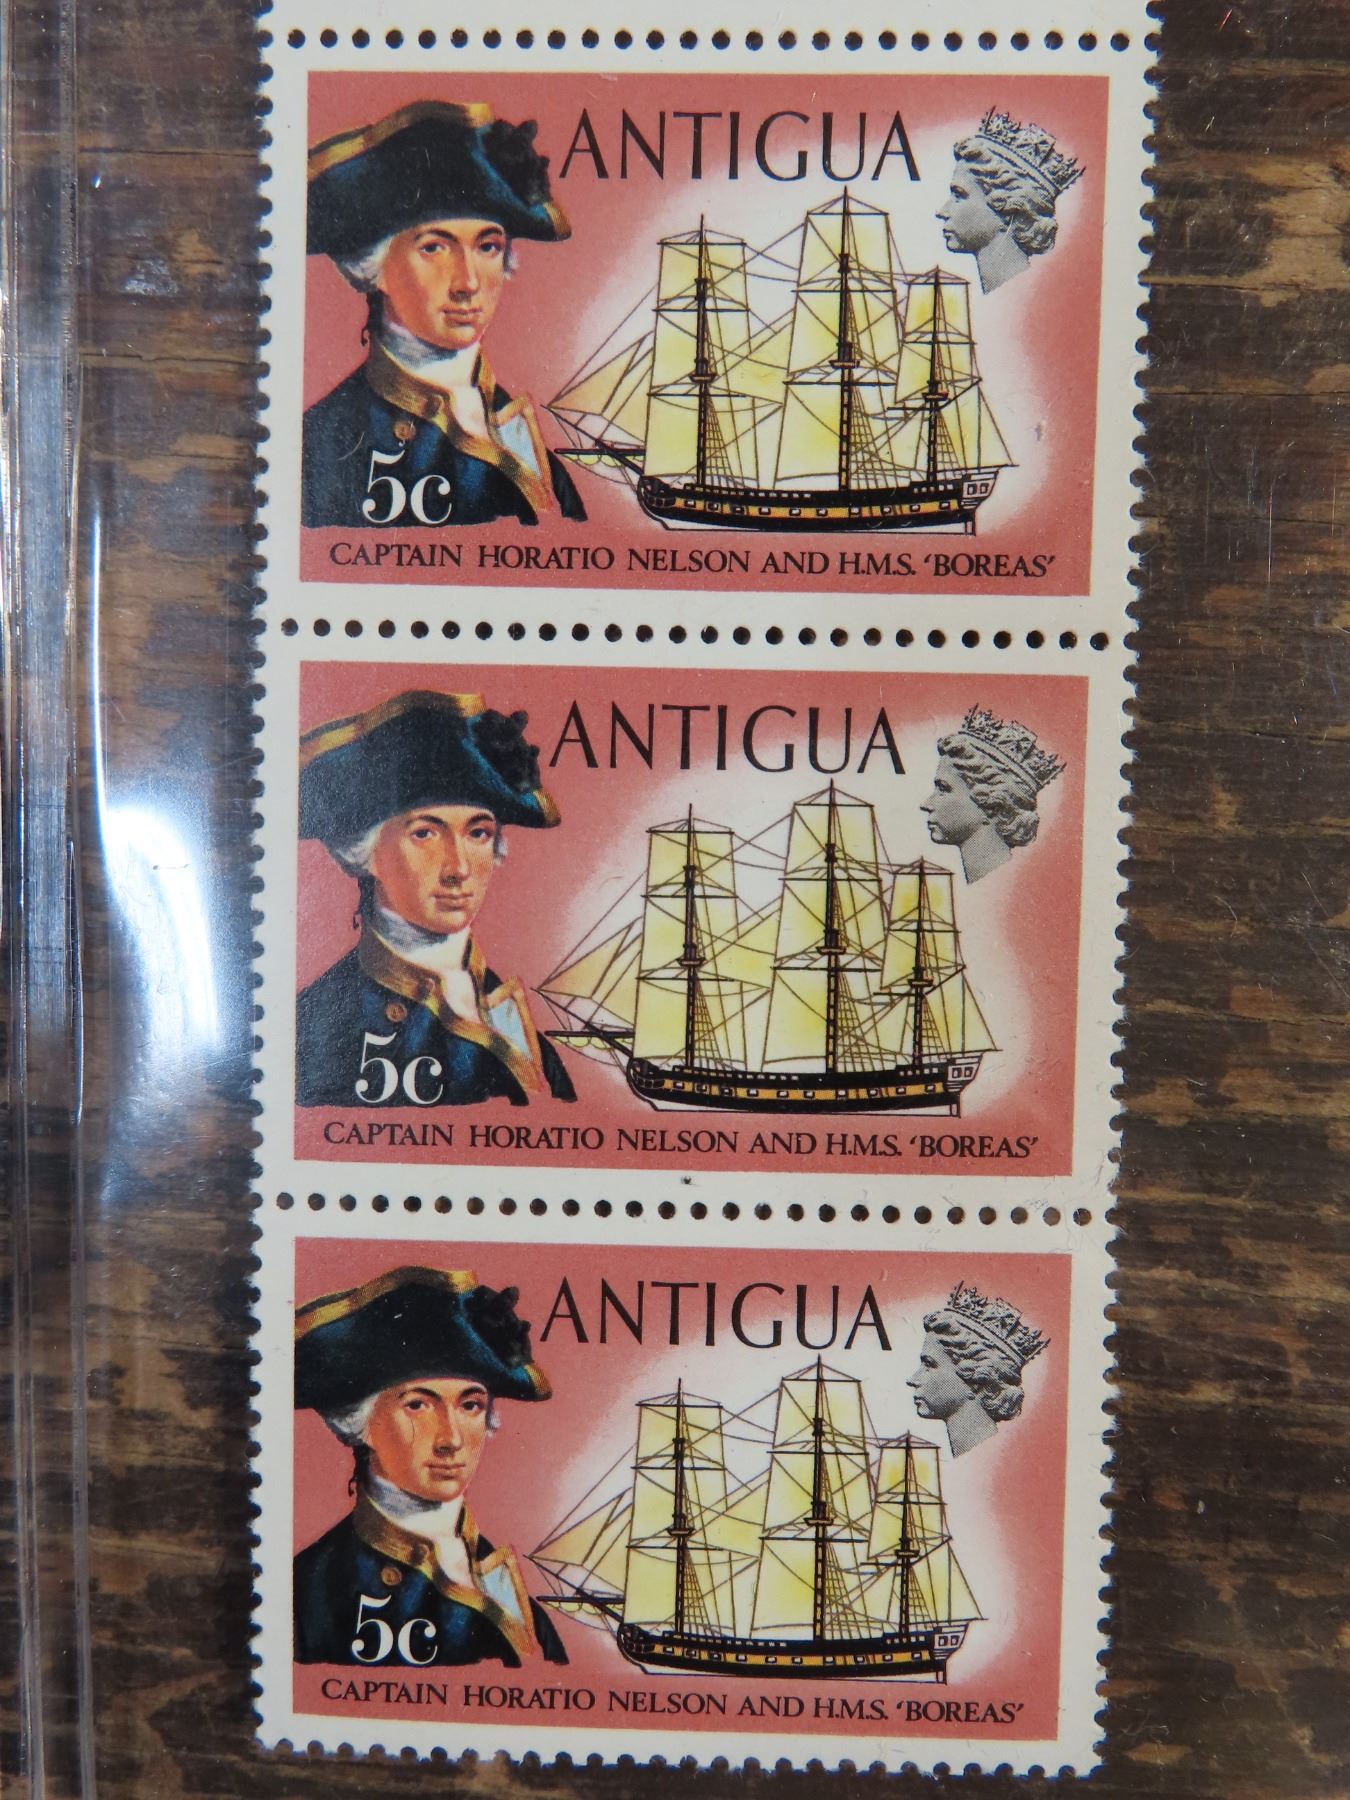 ANTIGUA
5c
CAPTAIN HORATIO NELSON AND H.M.S. ‘BOREAS’
ANTIGUA
5c
CAPTAIN HORATIO NELSON AND H.M.S. ‘BOREAS’
ANTIGUA
5c
CAPTAIN HORATIO NELSON AND H.M.S. ‘BOREAS’